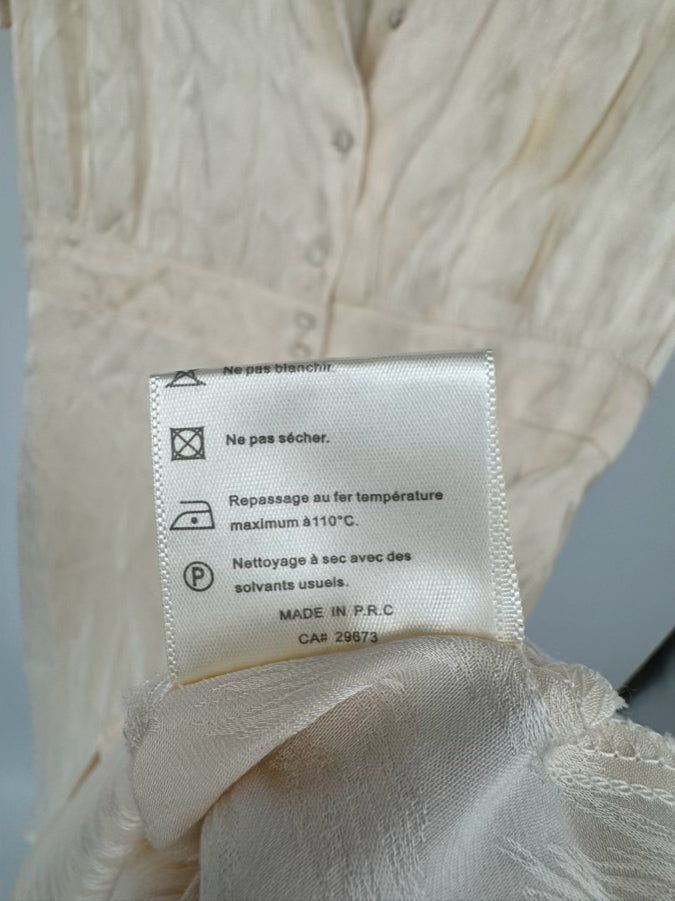 Ne pas blanchir.
Ne pas sécher.
Repassage au fer température
maximum à110°C.
P
Nettoyage à sec avec des
solvants usuels.
MADE IN P.R.C
CA# 29673